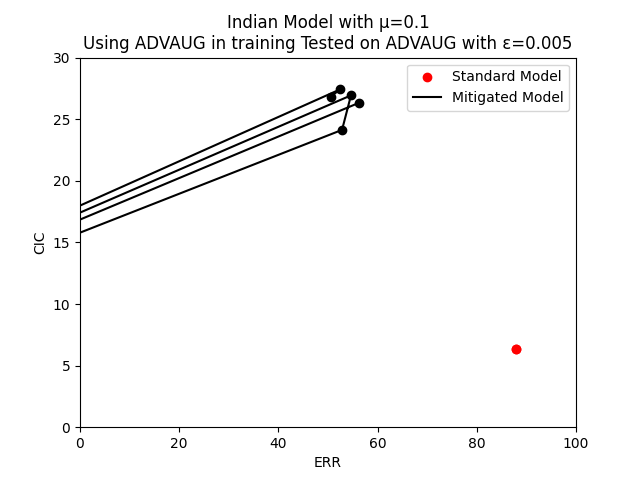 Indian Model with μ=0.1
Using ADVAUG in training Tested on ADVAUG with ε=0.005
Standard Model
Mitigated Model
30
25
20
15
10
5
0
CIC
0 20 40 60 80 100
ERR